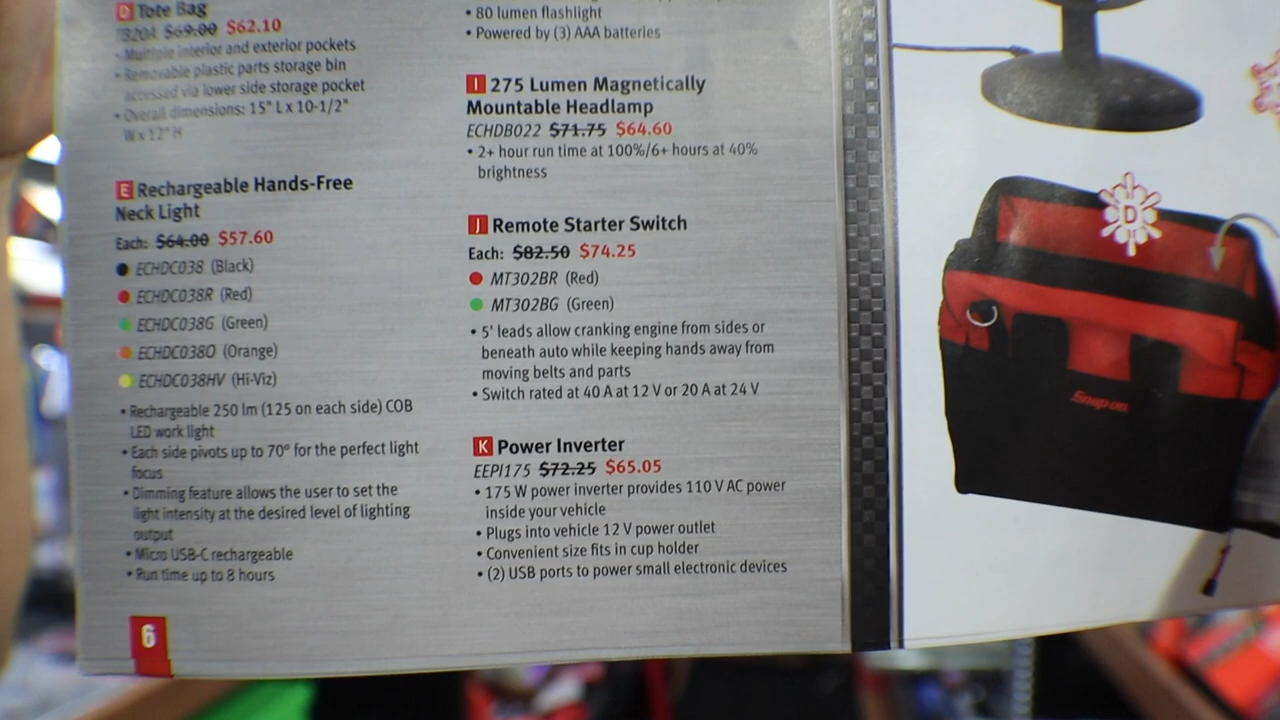 D Tote Bag
TB20A $69.00 $62.10
• Multiple interior and exterior pockets
• Removable plastic parts storage bin
accessed via lower side storage pocket
• Overall dimensions: 15" L x 10-1/2"
W x 12" H
E Rechargeable Hands-Free
Neck Light
Each: $64.00 $57.60
ECHDC038 (Black)
ECHDC038R (Red)
ECHDC038G (Green)
ECHDC038O (Orange)
ECHDC038HV (Hi-Viz)
• Rechargeable 250 lm (125 on each side) COB
LED work light
• Each side pivots up to 70° for the perfect light
focus
• Dimming feature allows the user to set the
light intensity at the desired level of lighting
output
• Micro USB-C rechargeable
• Run time up to 8 hours
6
• 80 lumen flashlight
• Powered by (3) AAA batteries
I 275 Lumen Magnetically
Mountable Headlamp
ECHDB022 $71.75 $64.60
• 2+ hour run time at 100%/6+ hours at 40%
brightness
J Remote Starter Switch
Each: $82.50 $74.25
MT302BR (Red)
MT302BG (Green)
• 5' leads allow cranking engine from sides or
beneath auto while keeping hands away from
moving belts and parts
• Switch rated at 40 A at 12 V or 20 A at 24 V
K Power Inverter
EEPI175 $72.25 $65.05
• 175 W power inverter provides 110 V AC power
inside your vehicle
• Plugs into vehicle 12 V power outlet
• Convenient size fits in cup holder
• (2) USB ports to power small electronic devices
D
Snap-on